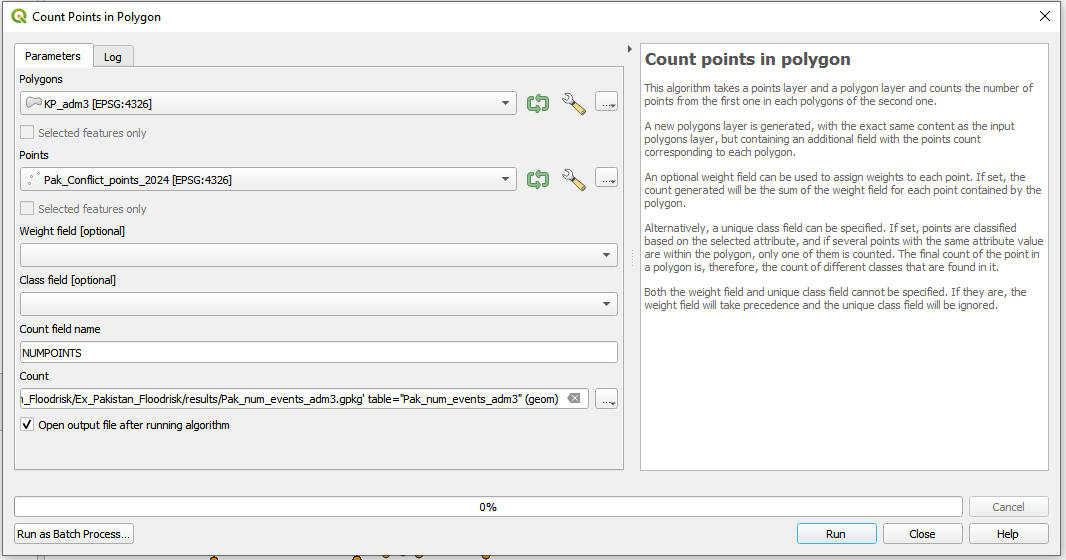 Count Points in Polygon
Parameters
Log
Polygons
KP_adm3 [EPSG:4326]
...
Selected features only
Points
Pak_Conflict_points_2024 [EPSG:4326]
...
Selected features only
Weight field [optional]
Class field [optional]
Count field name
NUMPOINTS
Count
n_Floodrisk/Ex_Pakistan_Floodrisk/results/Pak_num_events_adm3.gpkg' table="Pak_num_events_adm3" (geom)
...
Open output file after running algorithm
Count points in polygon
This algorithm takes a points layer and a polygon layer and counts the number of
points from the first one in each polygons of the second one.
A new polygons layer is generated, with the exact same content as the input
polygons layer, but containing an additional field with the points count
corresponding to each polygon.
An optional weight field can be used to assign weights to each point. If set, the
count generated will be the sum of the weight field for each point contained by the
polygon.
Alternatively, a unique class field can be specified. If set, points are classified
based on the selected attribute, and if several points with the same attribute value
are within the polygon, only one of them is counted. The final count of the point in
a polygon is, therefore, the count of different classes that are found in it.
Both the weight field and unique class field cannot be specified. If they are, the
weight field will take precedence and the unique class field will be ignored.
0%
Cancel
Run as Batch Process...
Run
Close
Help